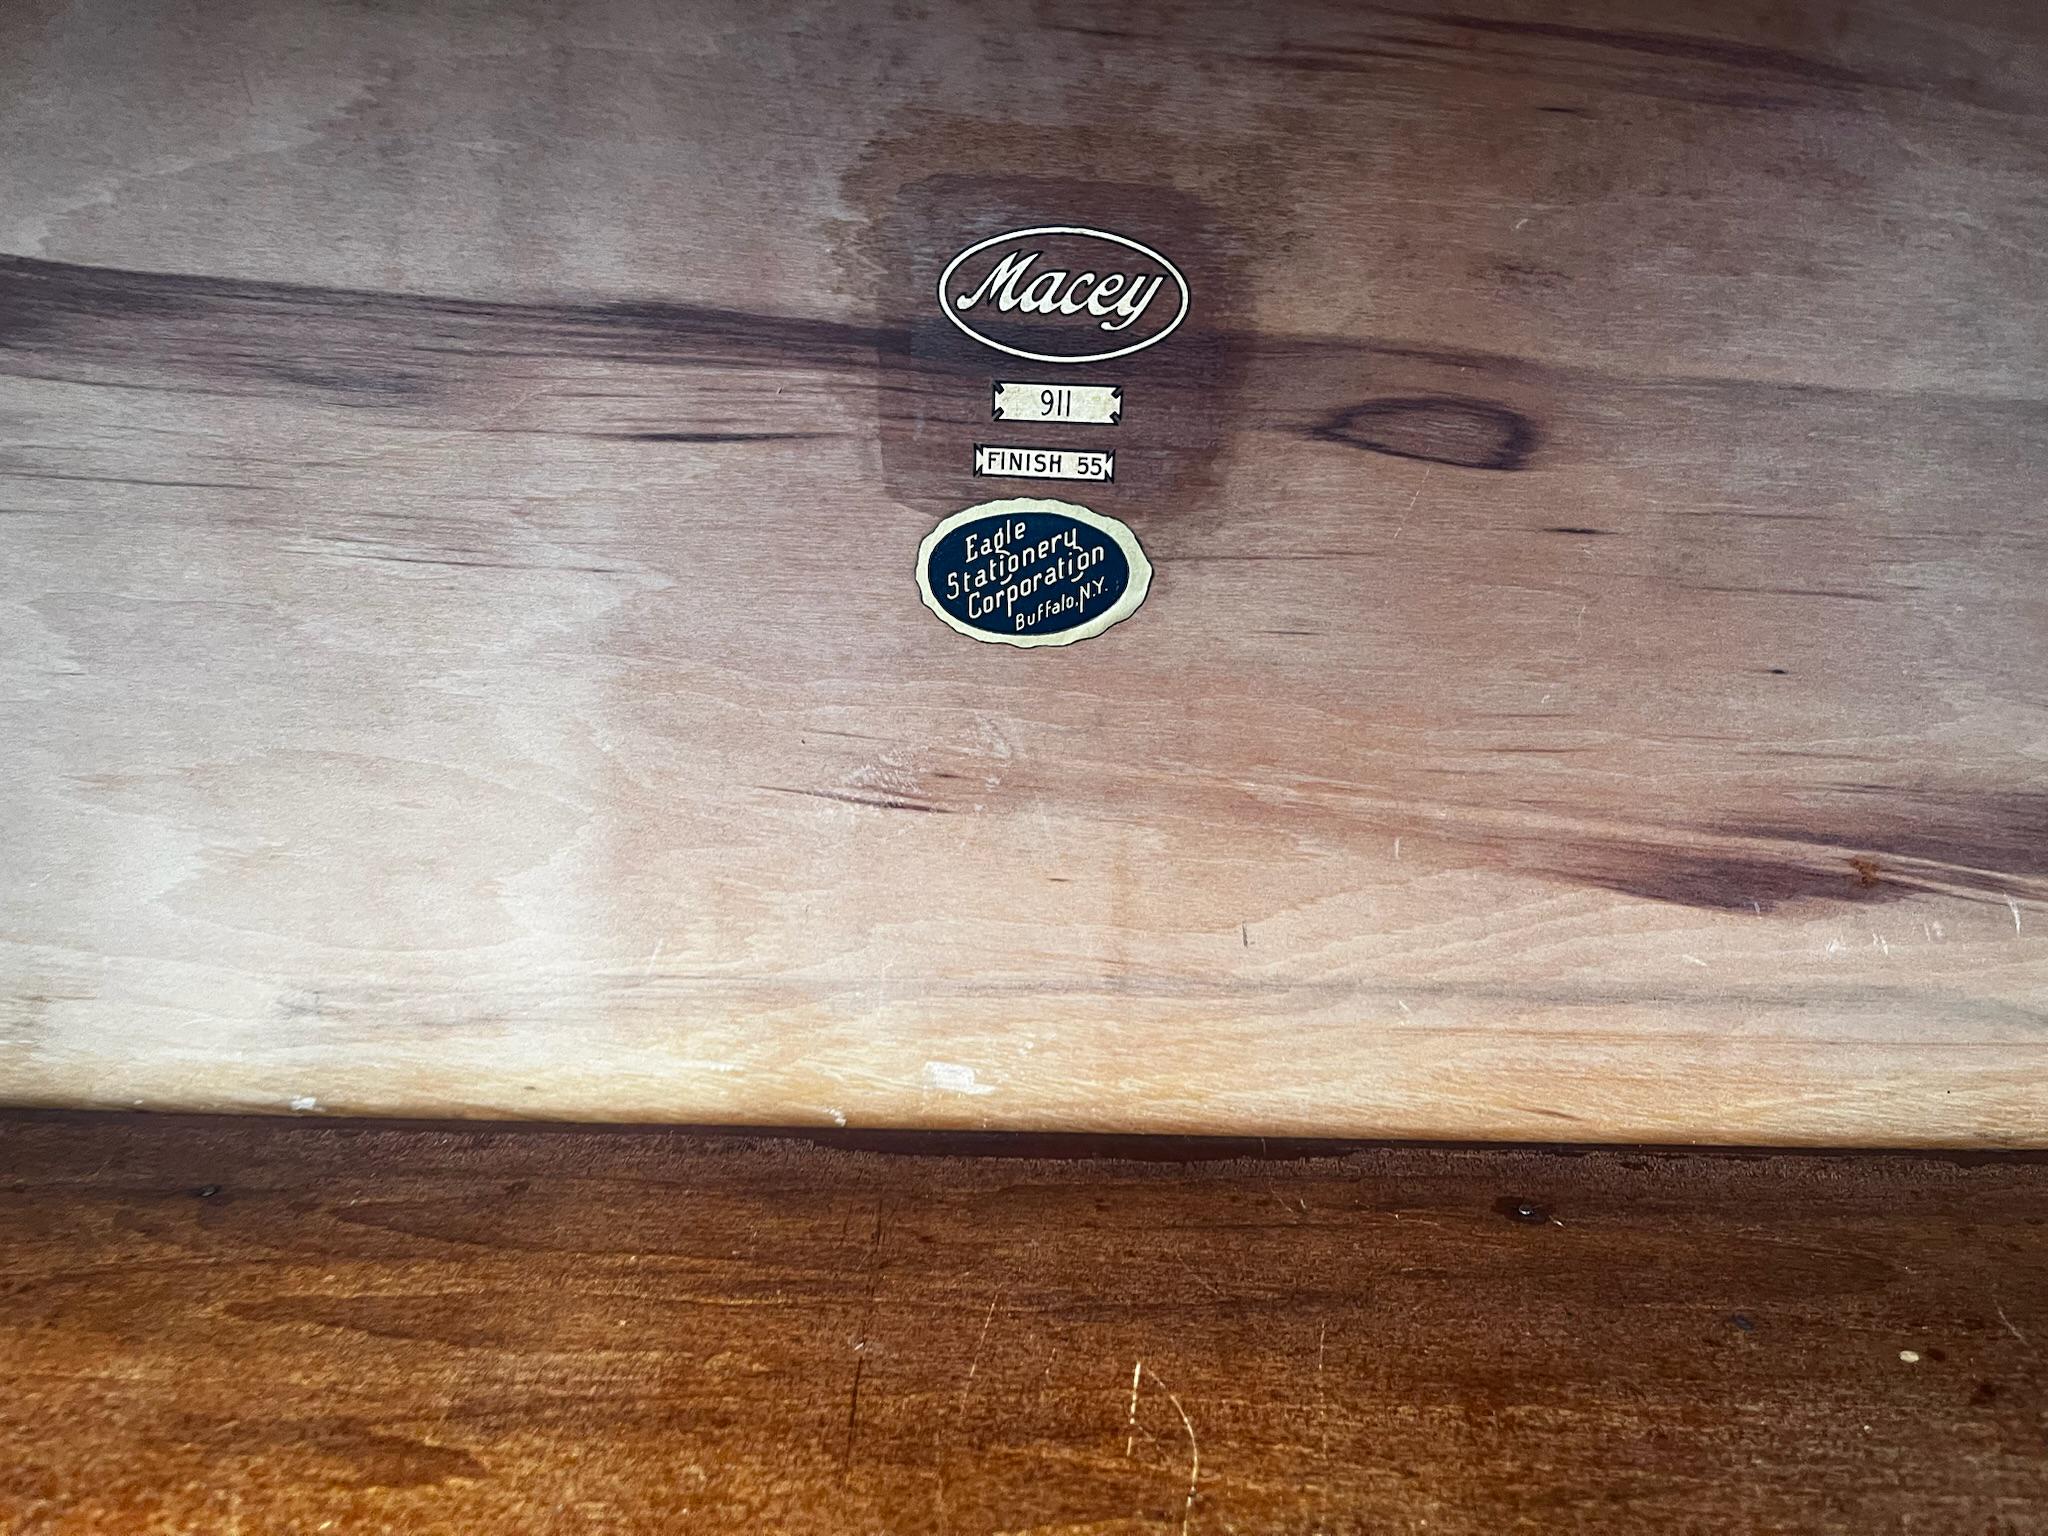 Macey
911
FINISH 55
Eagle
Stationery
Corporation
Buffalo, N.Y.